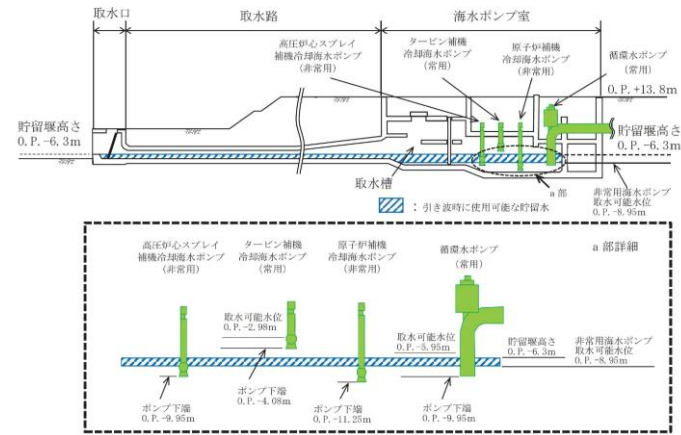 取水口
取水路
海水ポンプ室
高圧炉心スプレイ
補機冷却海水ポンプ
(非常用)
タービン補機
冷却海水ポンプ
(常用)
原子炉補機
冷却海水ポンプ
(非常用)
循環水ポンプ
(常用)
O.P.+13.8m
貯留堰高さ
O.P.-6.3m
貯留堰高さ
O.P.-6.3m
取水槽
a 部
非常用海水ポンプ
取水可能水位
O.P.-8.95m
：引き波時に使用可能な貯留水
a 部詳細
高圧炉心スプレイ
補機冷却海水ポンプ
(非常用)
タービン補機
冷却海水ポンプ
(常用)
原子炉補機
冷却海水ポンプ
(非常用)
循環水ポンプ
(常用)
取水可能水位
O.P.-2.98m
取水可能水位
O.P.-5.95m
貯留堰高さ
O.P.-6.3m
非常用海水ポンプ
取水可能水位
O.P.-8.95m
ポンプ下端
O.P.-9.95m
ポンプ下端
O.P.-4.08m
ポンプ下端
O.P.-11.25m
ポンプ下端
O.P.-9.95m